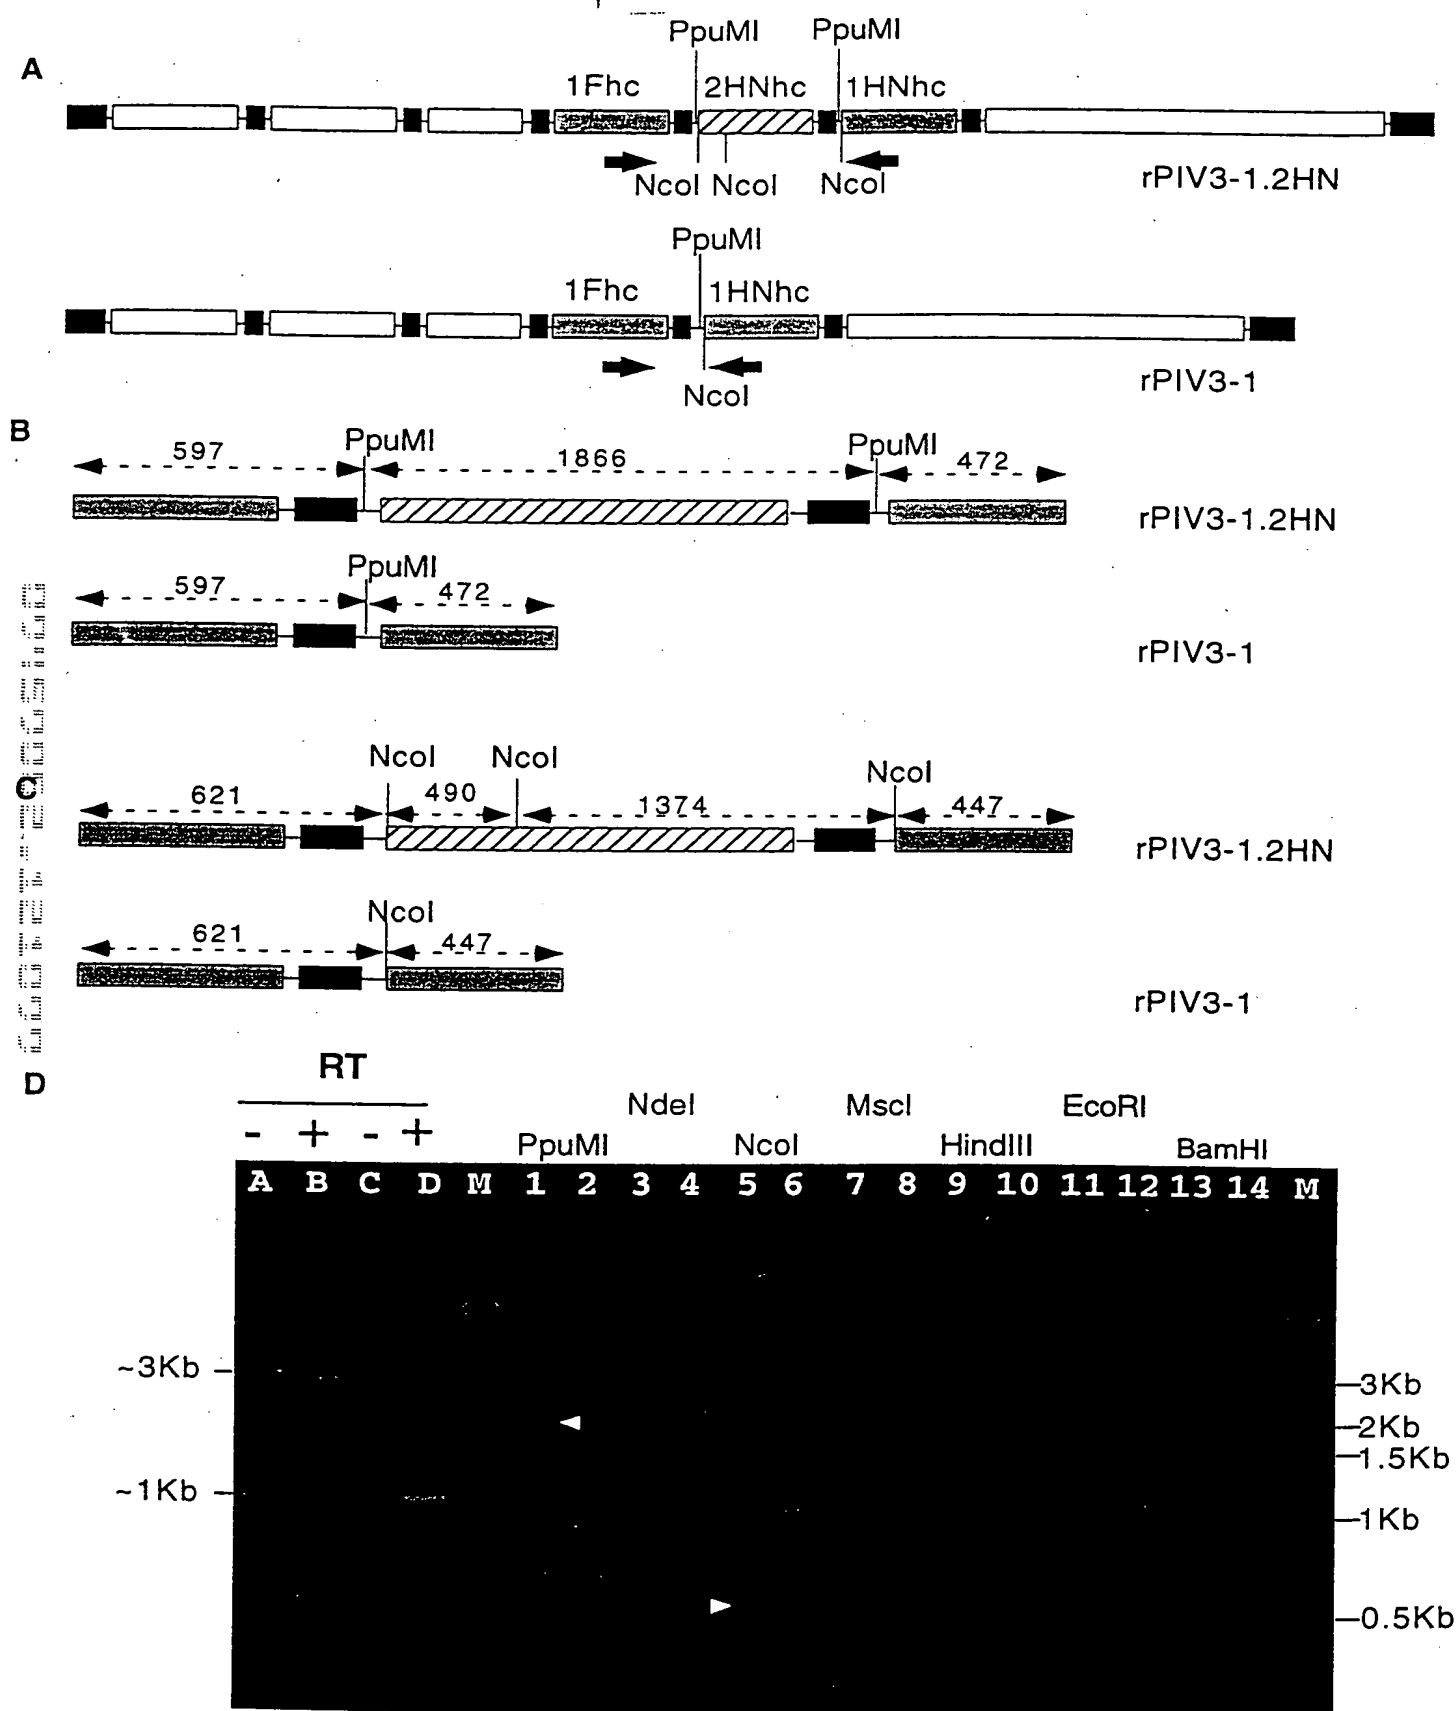 A
PpuMI PpuMI
1Fhc 2HNhc 1HNhc
NcoI NcoI NcoI
rPIV3-1.2HN
PpuMI
1Fhc 1HNhc
NcoI
rPIV3-1
B
597 PpuMI 1866 PpuMI 472
rPIV3-1.2HN
PpuMI
597 472
rPIV3-1
C
NcoI NcoI NcoI
621 490 1374 447
rPIV3-1.2HN
NcoI
621 447
rPIV3-1
D
RT
- + - +
NdeI MscI EcoRI
PpuMI NcoI HindIII BamHI
A B C D M 1 2 3 4 5 6 7 8 9 10 11 12 13 14 M
~3Kb
3Kb
2Kb
1.5Kb
~1Kb
1Kb
0.5Kb